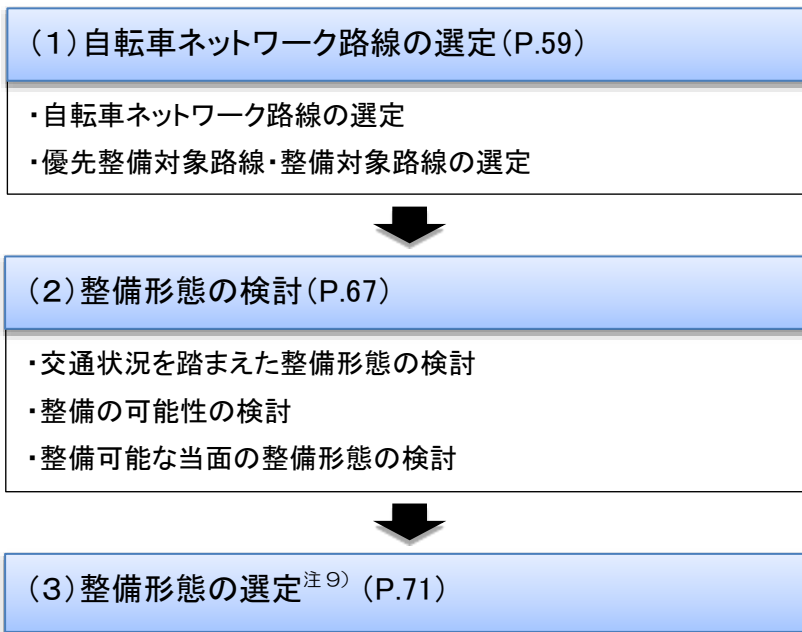 （１）自転車ネットワーク路線の選定（P.59）
・自転車ネットワーク路線の選定
・優先整備対象路線・整備対象路線の選定
（２）整備形態の検討（P.67）
・交通状況を踏まえた整備形態の検討
・整備の可能性の検討
・整備可能な当面の整備形態の検討
（３）整備形態の選定注９）（P.71）